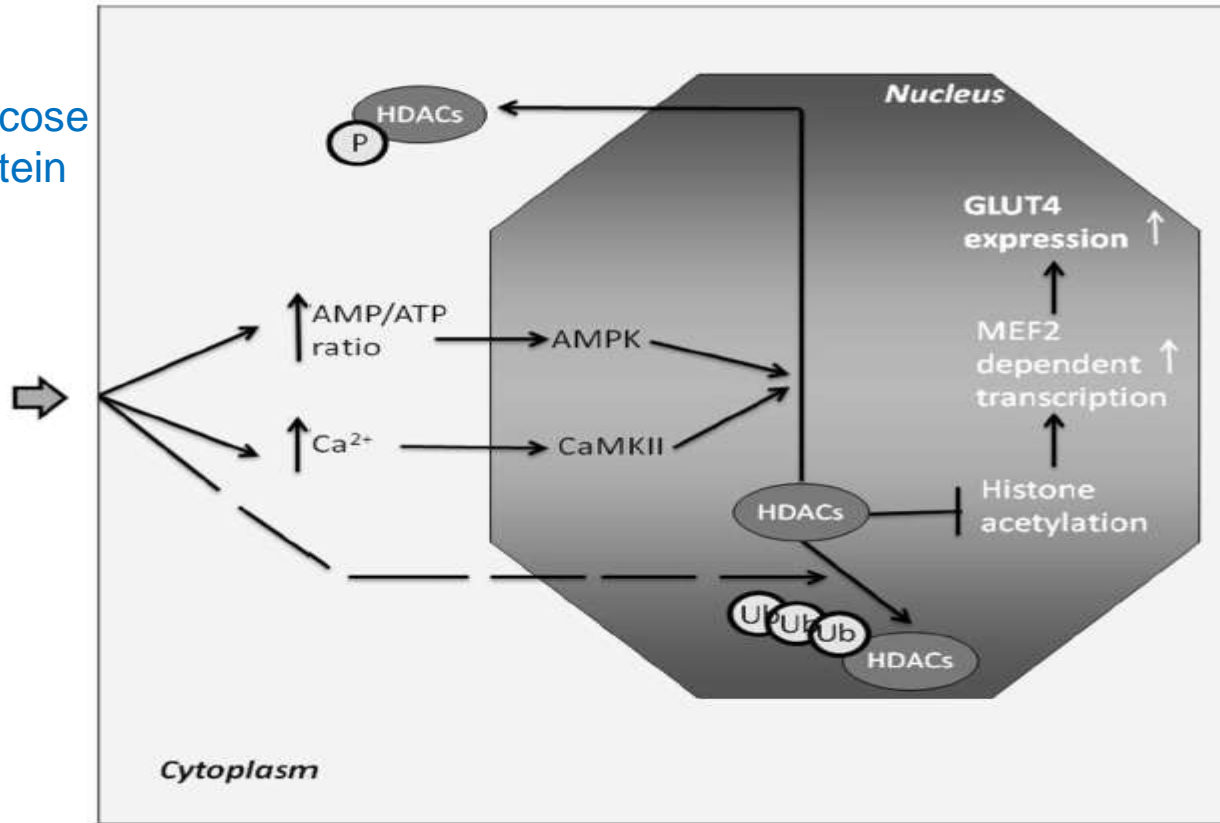 cose
tein
Nucleus
HDACs
P
GLUT4
expression ↑
↑ AMP/ATP
ratio
AMPK
MEF2
dependent ↑
transcription
↑ Ca²⁺
CaMKII
HDACs
Histone
acetylation
Ub
Ub
Ub
HDACs
Cytoplasm